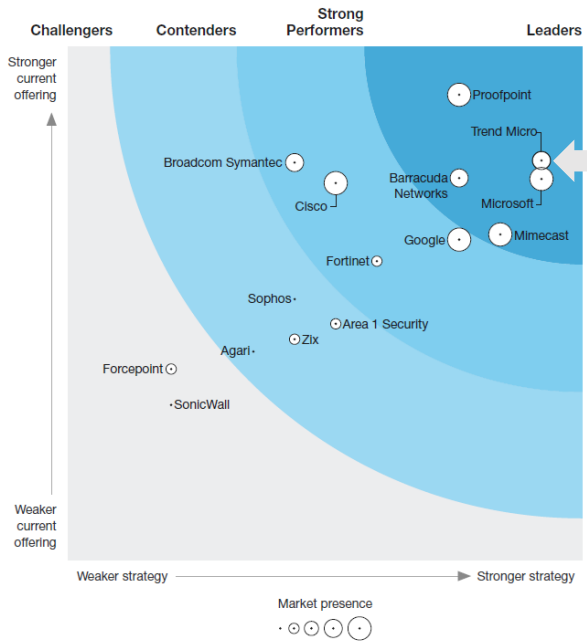 Challengers
Contenders
Strong
Performers
Leaders
Stronger
current
offering
Proofpoint
Trend Micro
Broadcom Symantec
Barracuda
Networks
Cisco
Microsoft
Google
Mimecast
Fortinet
Sophos
Area 1 Security
Zix
Agari
Forcepoint
SonicWall
Weaker
current
offering
Weaker strategy
Stronger strategy
Market presence